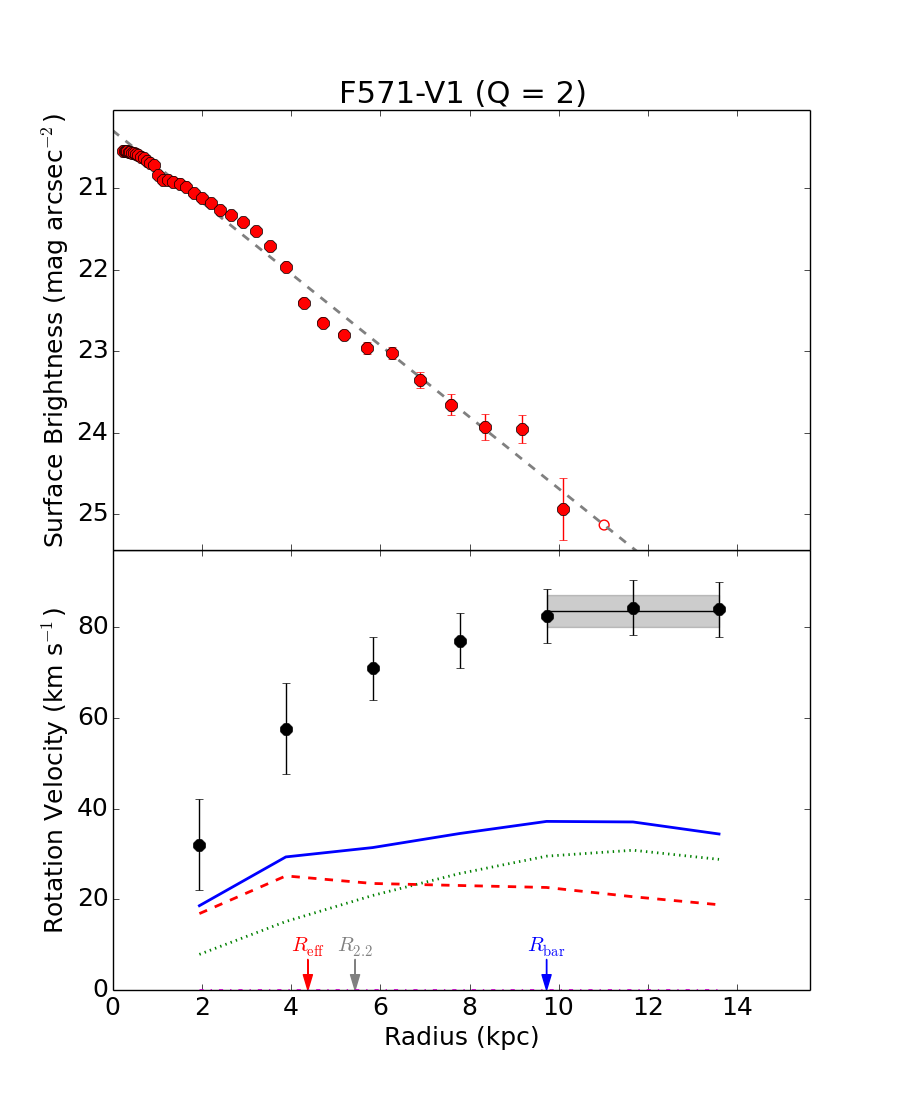 F571-V1 (Q = 2)
Surface Brightness (mag arcsec⁻²)
21
22
23
24
25
Rotation Velocity (km s⁻¹)
80
60
40
20
0
R_eff R_2.2 R_bar
0 2 4 6 8 10 12 14
Radius (kpc)